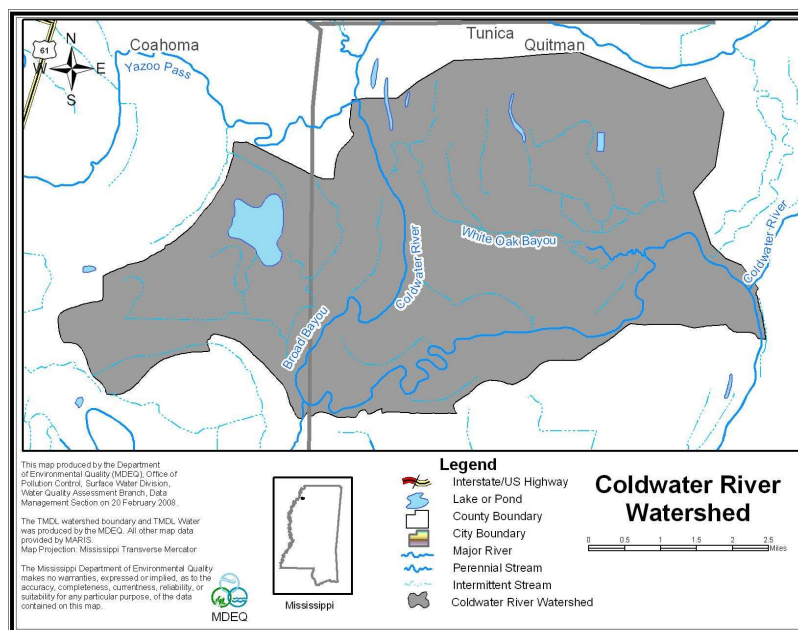 Coahoma
Tunica
Quitman
61
N
W
E
S
Yazoo Pass
White Oak Bayou
Coldwater River
Coldwater River
Broad Bayou
This map produced by the Department
of Environmental Quality (MDEQ), Office of
Pollution Control, Surface Water Division,
Water Quality Assessment Branch, Data
Management Section on 20 February 2008.
The TMDL watershed boundary and TMDL Water
was produced by the MDEQ. All other map data
provided by MARIS.
Map Projection: Mississippi Transverse Mercator
The Mississippi Department of Environmental Quality
makes no warranties, expressed or implied, as to the
accuracy, completeness, currentness, reliability, or
suitability for any particular purpose, of the data
contained on this map.
MDEQ
Mississippi
Legend
Interstate/US Highway
Lake or Pond
County Boundary
City Boundary
Major River
Perennial Stream
Intermittent Stream
Coldwater River Watershed
Coldwater River
Watershed
0 0.5 1 1.5 2 2.5
Miles